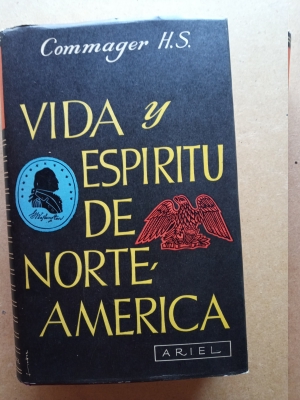 Commager H.S.
VIDA y
ESPIRITU
DE
NORTE-
AMERICA
ARIEL